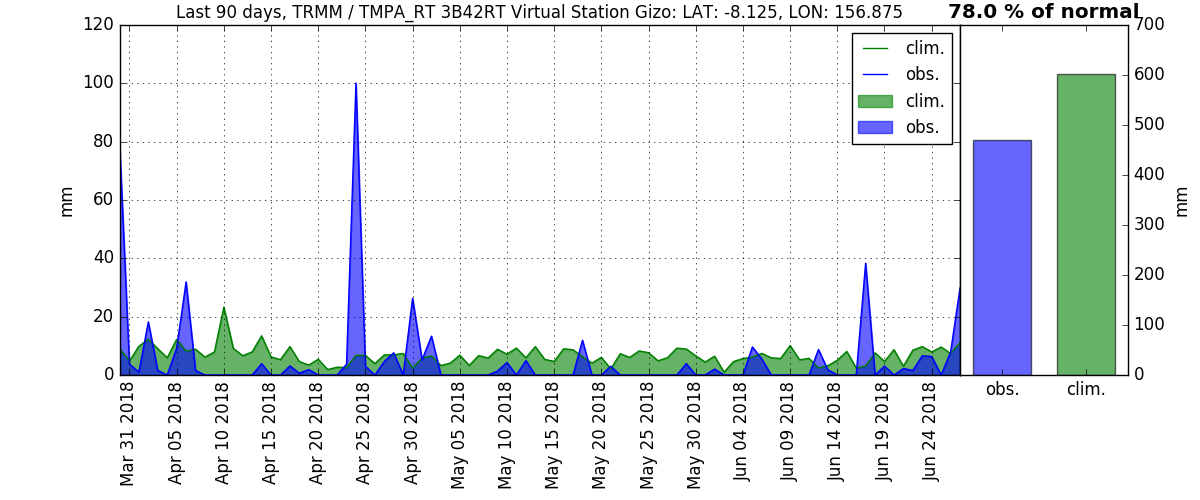 Last 90 days, TRMM / TMPA_RT 3B42RT Virtual Station Gizo: LAT: -8.125, LON: 156.875
78.0 % of normal
120
100
80
60
40
20
0
mm
clim.
obs.
clim.
obs.
Mar 31 2018
Apr 05 2018
Apr 10 2018
Apr 15 2018
Apr 20 2018
Apr 25 2018
Apr 30 2018
May 05 2018
May 10 2018
May 15 2018
May 20 2018
May 25 2018
May 30 2018
Jun 04 2018
Jun 09 2018
Jun 14 2018
Jun 19 2018
Jun 24 2018
700
600
500
400
300
200
100
0
mm
obs.
clim.